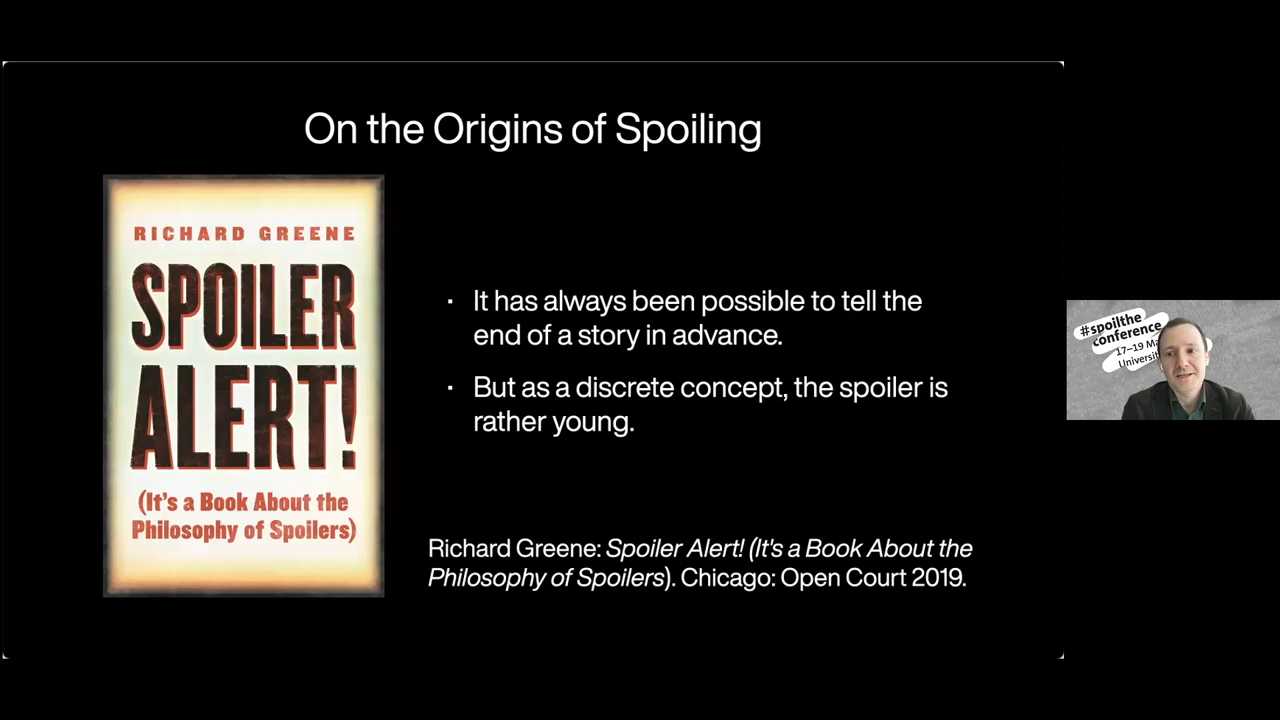 On the Origins of Spoiling
RICHARD GREENE
SPOILER
ALERT!
(It's a Book About the
Philosophy of Spoilers)
· It has always been possible to tell the
end of a story in advance.
· But as a discrete concept, the spoiler is
rather young.
Richard Greene: Spoiler Alert! (It's a Book About the
Philosophy of Spoilers). Chicago: Open Court 2019.
#spoilthe
conference
17–19